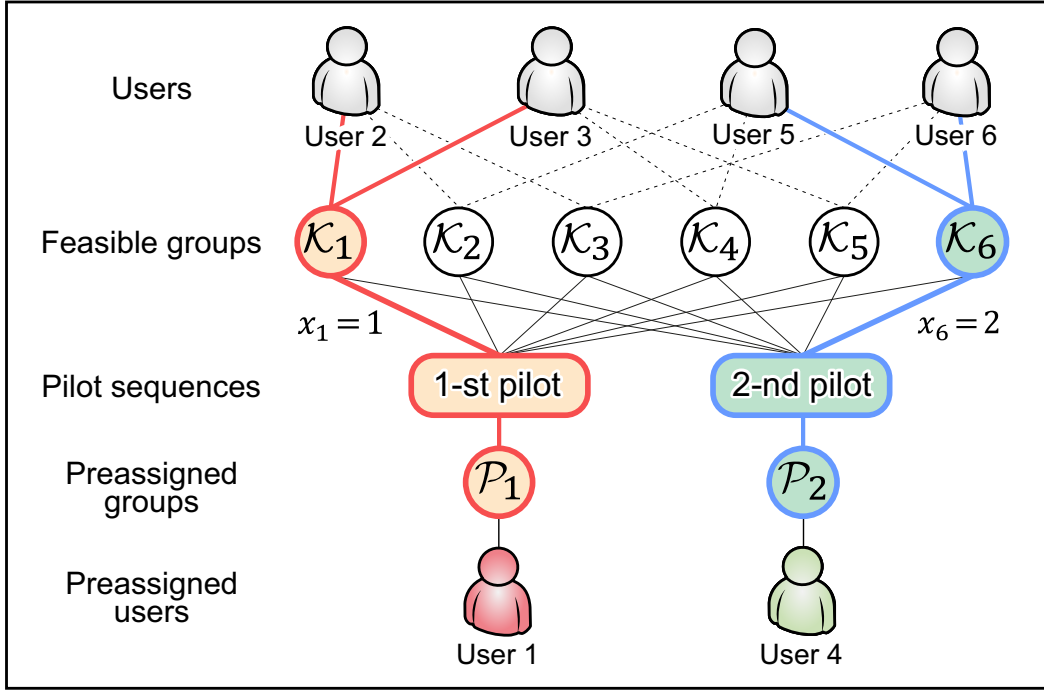 Users
User 2
User 3
User 5
User 6
Feasible groups
𝒦1
𝒦2
𝒦3
𝒦4
𝒦5
𝒦6
x1 = 1
x6 = 2
Pilot sequences
1-st pilot
2-nd pilot
Preassigned
groups
𝒫1
𝒫2
Preassigned
users
User 1
User 4